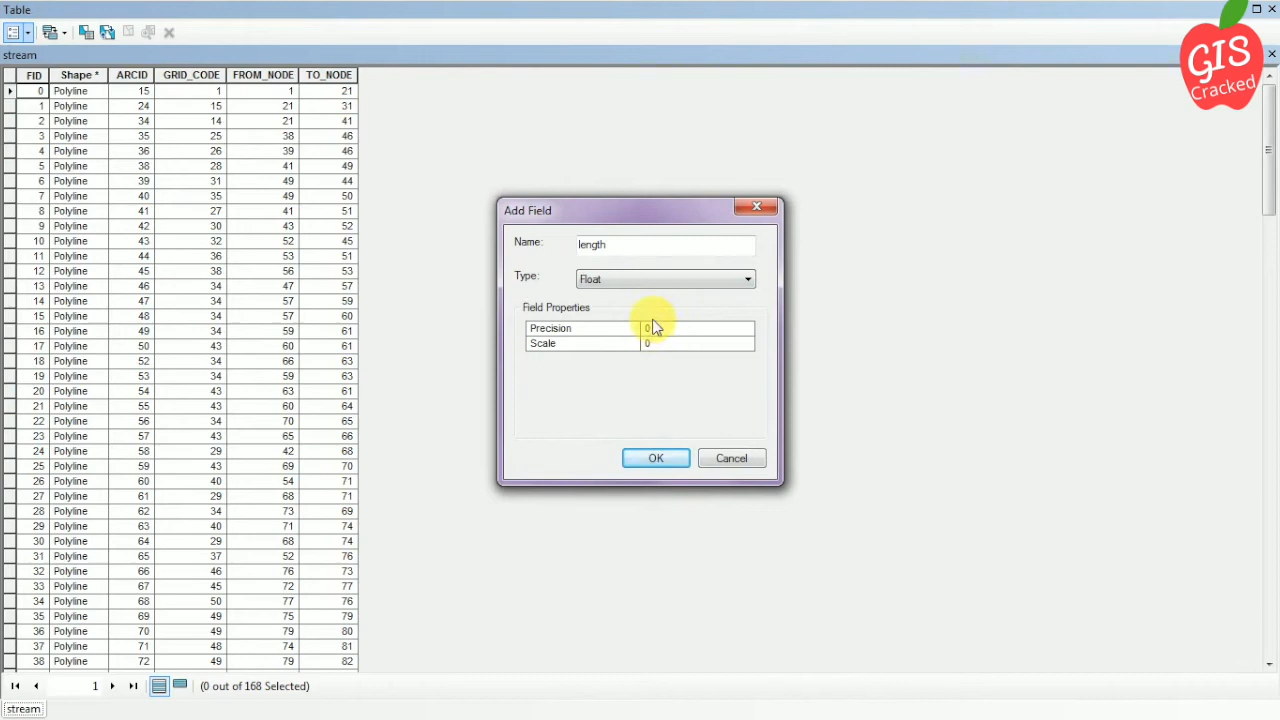 Table
GIS
Cracked
stream
FID Shape * ARCID GRID_CODE FROM_NODE TO_NODE
0 Polyline 15 1 1 21
1 Polyline 24 15 21 31
2 Polyline 34 14 21 41
3 Polyline 35 25 38 46
4 Polyline 36 26 39 46
5 Polyline 38 28 41 49
6 Polyline 39 31 49 44
7 Polyline 40 35 49 50
8 Polyline 41 27 41 51
9 Polyline 42 30 43 52
10 Polyline 43 32 52 45
11 Polyline 44 36 53 51
12 Polyline 45 38 56 53
13 Polyline 46 34 47 57
14 Polyline 47 34 57 59
15 Polyline 48 34 57 60
16 Polyline 49 34 59 61
17 Polyline 50 43 60 61
18 Polyline 52 34 66 63
19 Polyline 53 34 59 63
20 Polyline 54 43 63 61
21 Polyline 55 43 60 64
22 Polyline 56 34 70 65
23 Polyline 57 43 65 66
24 Polyline 58 29 42 68
25 Polyline 59 43 69 70
26 Polyline 60 40 54 71
27 Polyline 61 29 68 71
28 Polyline 62 34 73 69
29 Polyline 63 40 71 74
30 Polyline 64 29 68 74
31 Polyline 65 37 52 76
32 Polyline 66 46 76 73
33 Polyline 67 45 72 77
34 Polyline 68 50 77 76
35 Polyline 69 49 75 79
36 Polyline 70 49 79 80
37 Polyline 71 48 74 81
38 Polyline 72 49 79 82
Add Field
Name: length
Type: Float
Field Properties
Precision 0
Scale 0
OK Cancel
1 (0 out of 168 Selected)
stream